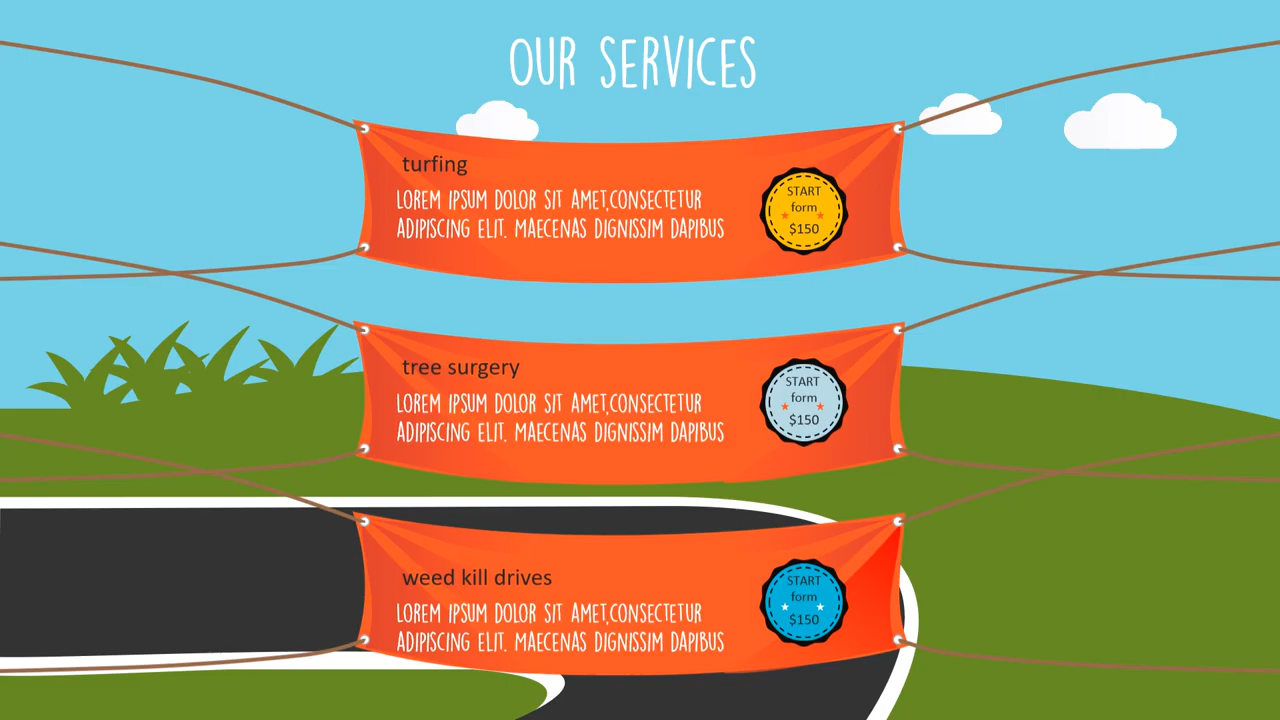 OUR SERVICES
turfing
LOREM IPSUM DOLOR SIT AMET,CONSECTETUR
ADIPISCING ELIT. MAECENAS DIGNISSIM DAPIBUS
START
form
$150
tree surgery
LOREM IPSUM DOLOR SIT AMET,CONSECTETUR
ADIPISCING ELIT. MAECENAS DIGNISSIM DAPIBUS
START
form
$150
weed kill drives
LOREM IPSUM DOLOR SIT AMET,CONSECTETUR
ADIPISCING ELIT. MAECENAS DIGNISSIM DAPIBUS
START
form
$150